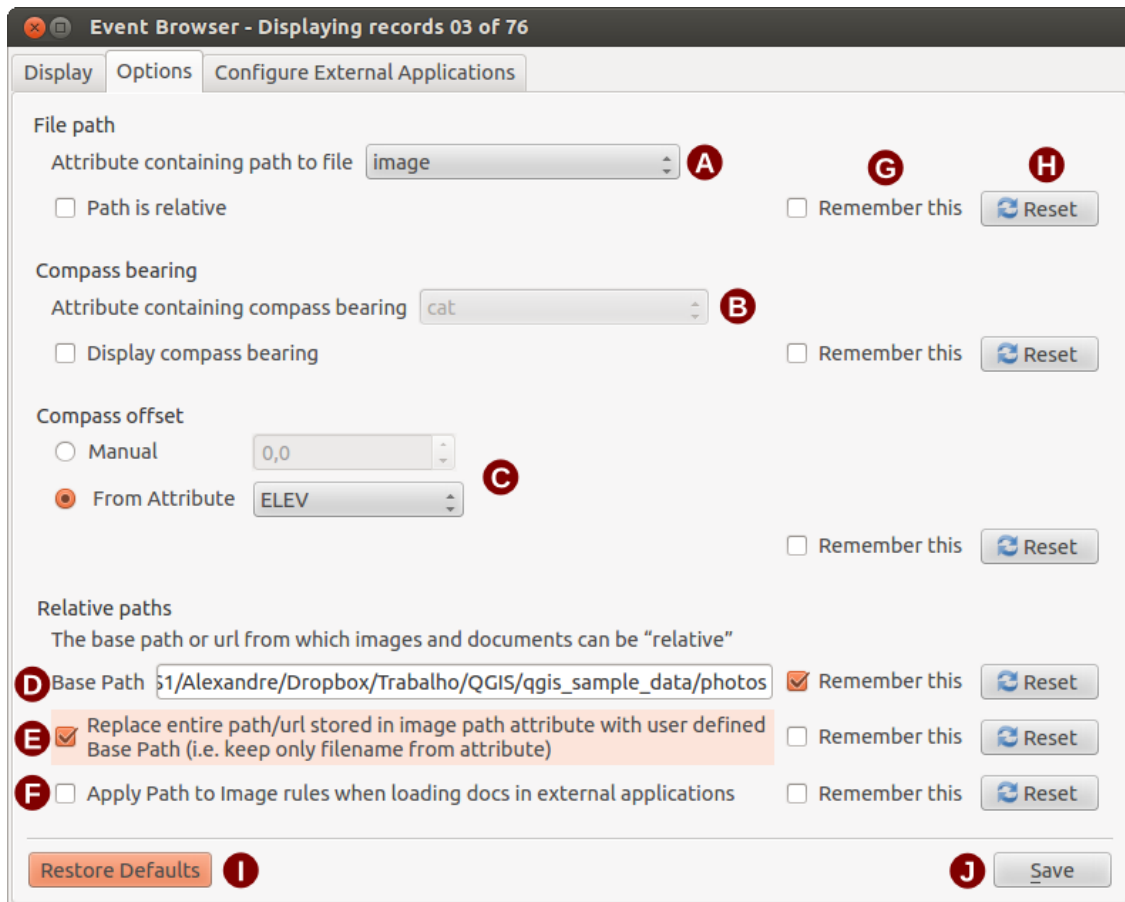 Event Browser - Displaying records 03 of 76
Display Options Configure External Applications
File path
Attribute containing path to file image A G H
Path is relative Remember this Reset
Compass bearing
Attribute containing compass bearing cat B
Display compass bearing Remember this Reset
Compass offset
Manual 0,0
C
From Attribute ELEV
Remember this Reset
Relative paths
The base path or url from which images and documents can be “relative”
D Base Path 51/Alexandre/Dropbox/Trabalho/QGIS/qgis_sample_data/photos Remember this Reset
Replace entire path/url stored in image path attribute with user defined
E Base Path (i.e. keep only filename from attribute) Remember this Reset
F Apply Path to Image rules when loading docs in external applications Remember this Reset
Restore Defaults I J Save